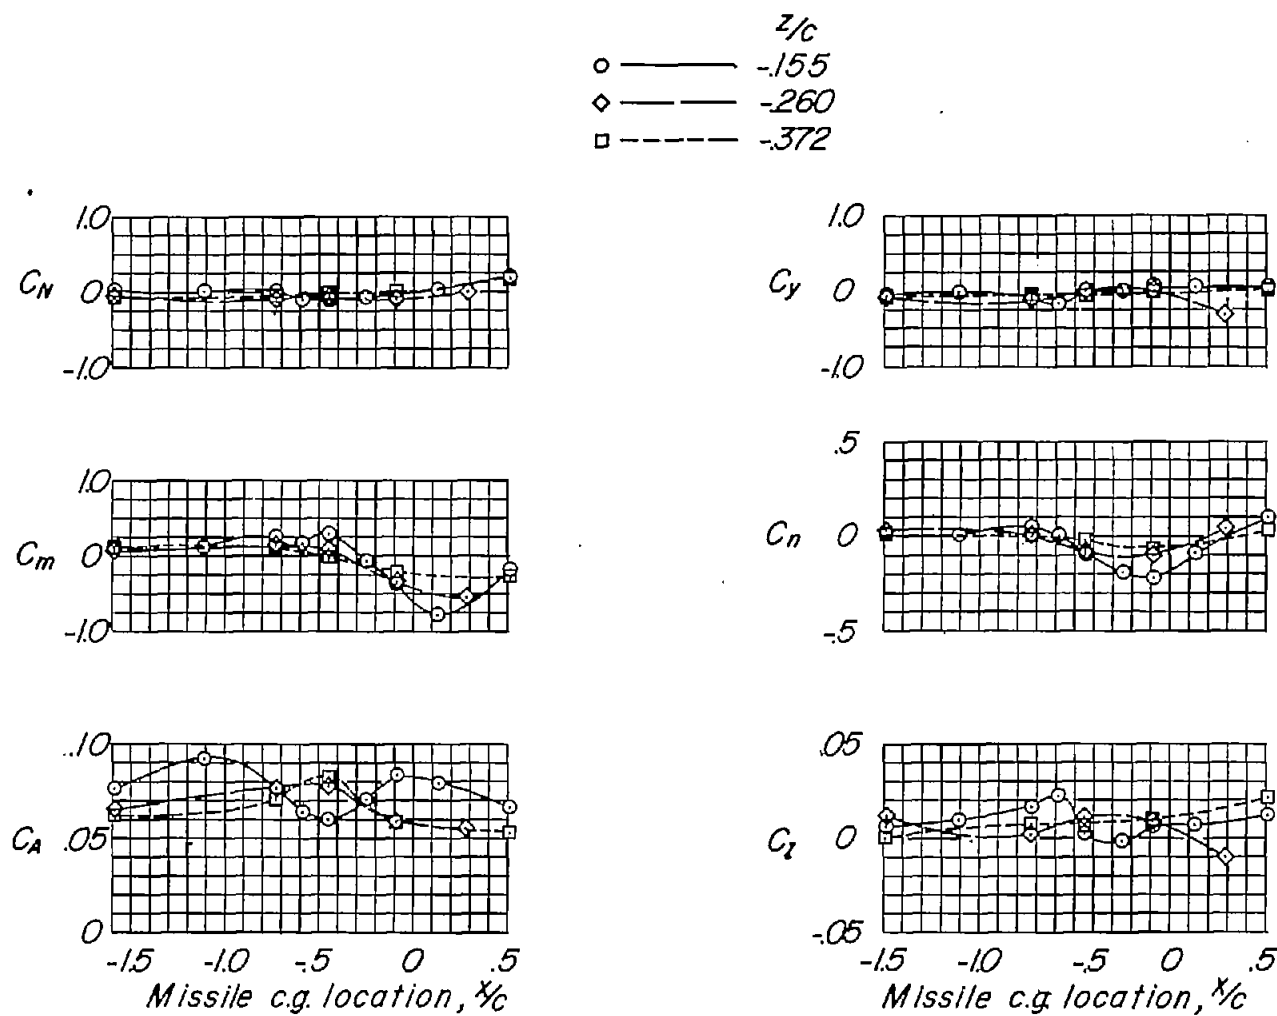 z/c
-.155
-.260
-.372
1.0
C_N 0
-1.0
1.0
C_m 0
-1.0
.10
C_A .05
0
-1.5 -1.0 -.5 0 .5
Missile c.g. location, x/c
1.0
C_y 0
-1.0
.5
C_n 0
-.5
.05
C_l 0
-.05
-1.5 -1.0 -.5 0 .5
Missile c.g. location, x/c